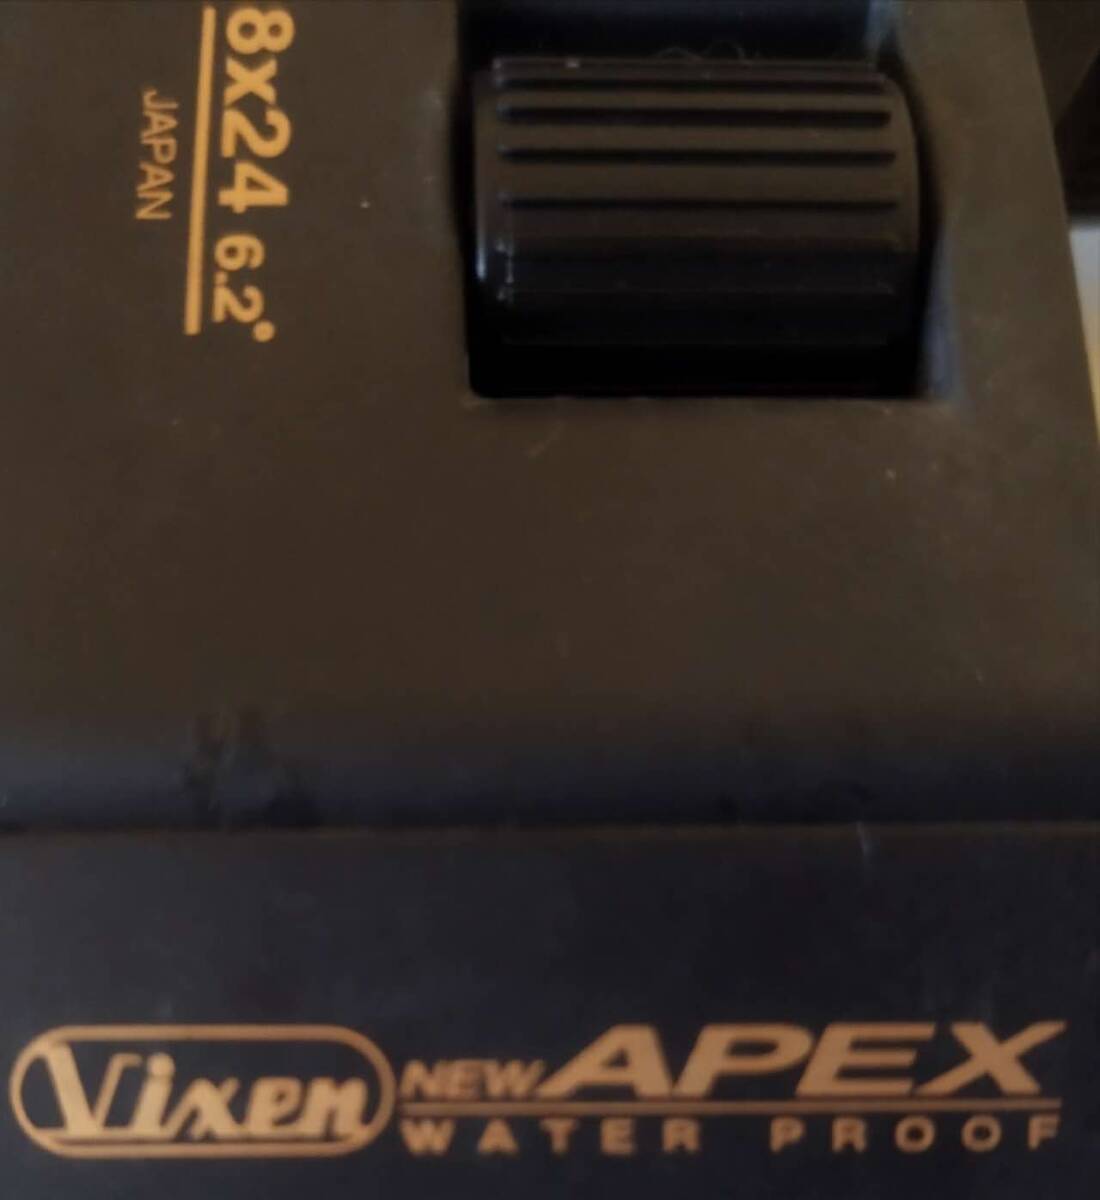 8x24 6.2°
JAPAN
Vixen NEW APEX
WATER PROOF